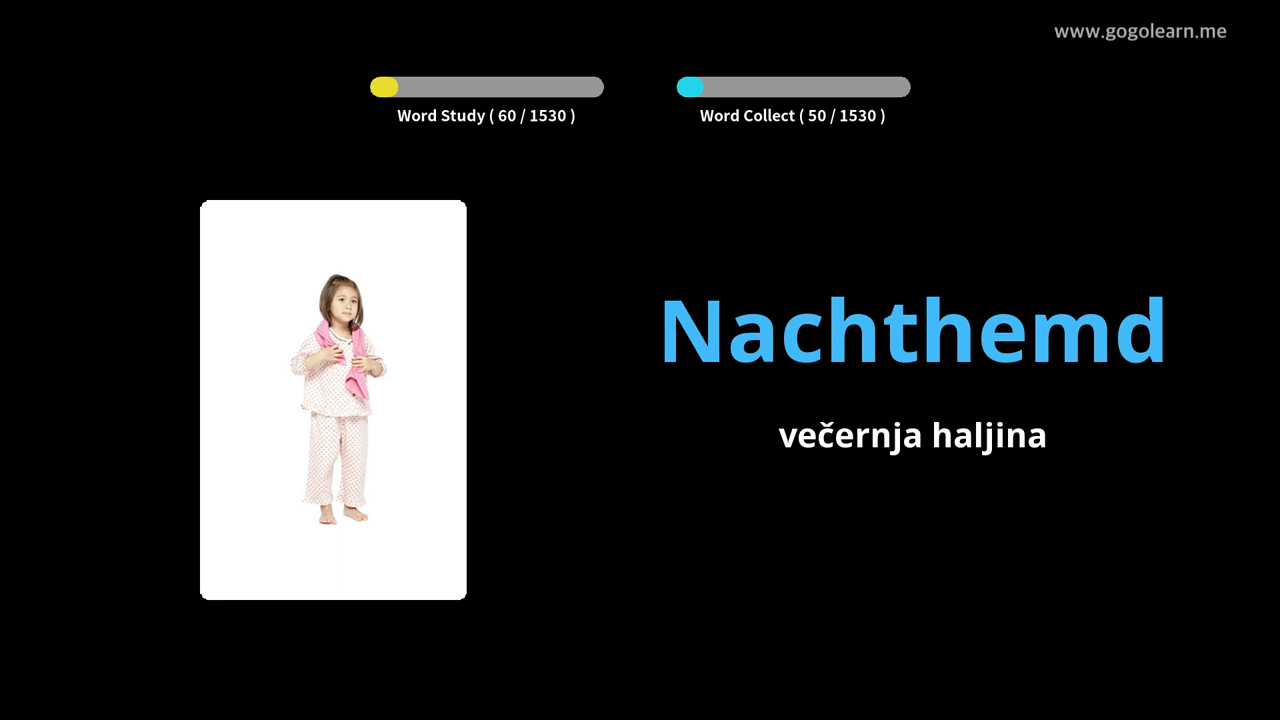 www.gogolearn.me
Word Study ( 60 / 1530 )
Word Collect ( 50 / 1530 )
Nachthemd
večernja haljina